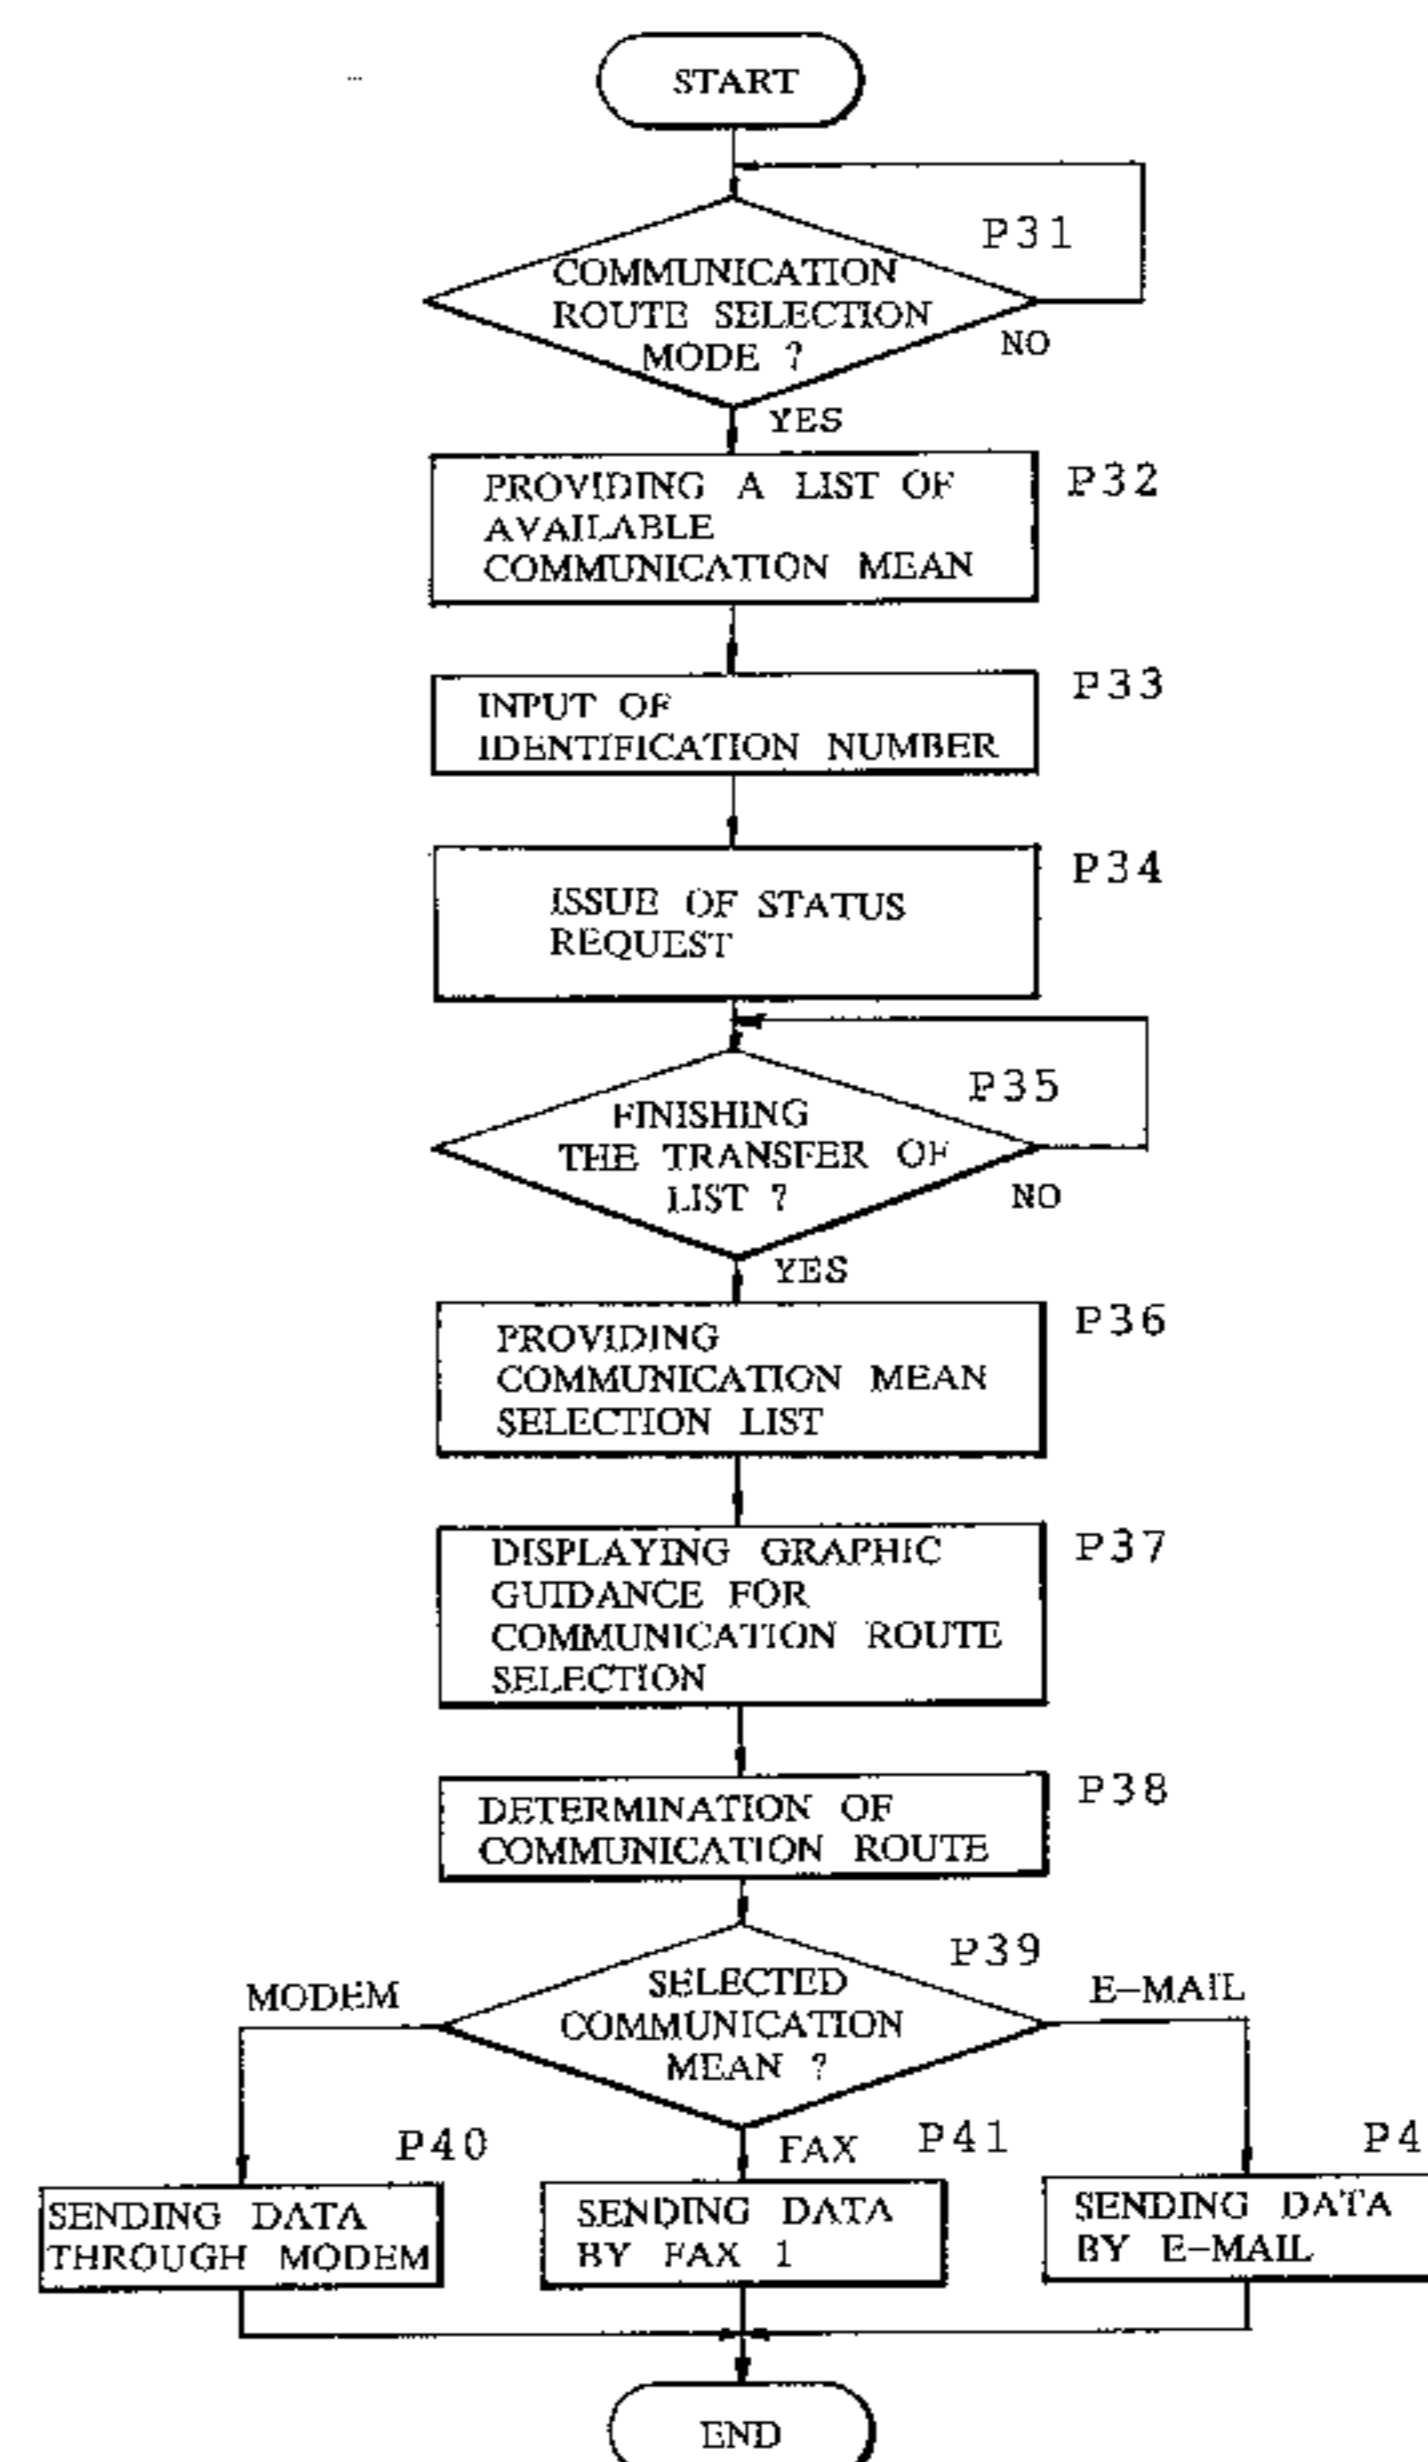 START
P31
COMMUNICATION
ROUTE SELECTION
MODE ?
NO
YES
P32
PROVIDING A LIST OF
AVAILABLE
COMMUNICATION MEAN
P33
INPUT OF
IDENTIFICATION NUMBER
P34
ISSUE OF STATUS
REQUEST
P35
FINISHING
THE TRANSFER OF
LIST ?
NO
YES
P36
PROVIDING
COMMUNICATION MEAN
SELECTION LIST
P37
DISPLAYING GRAPHIC
GUIDANCE FOR
COMMUNICATION ROUTE
SELECTION
P38
DETERMINATION OF
COMMUNICATION ROUTE
P39
SELECTED
COMMUNICATION
MEAN ?
MODEM
E-MAIL
FAX
P40
SENDING DATA
THROUGH MODEM
P41
SENDING DATA
BY FAX 1
P4
SENDING DATA
BY E-MAIL
END